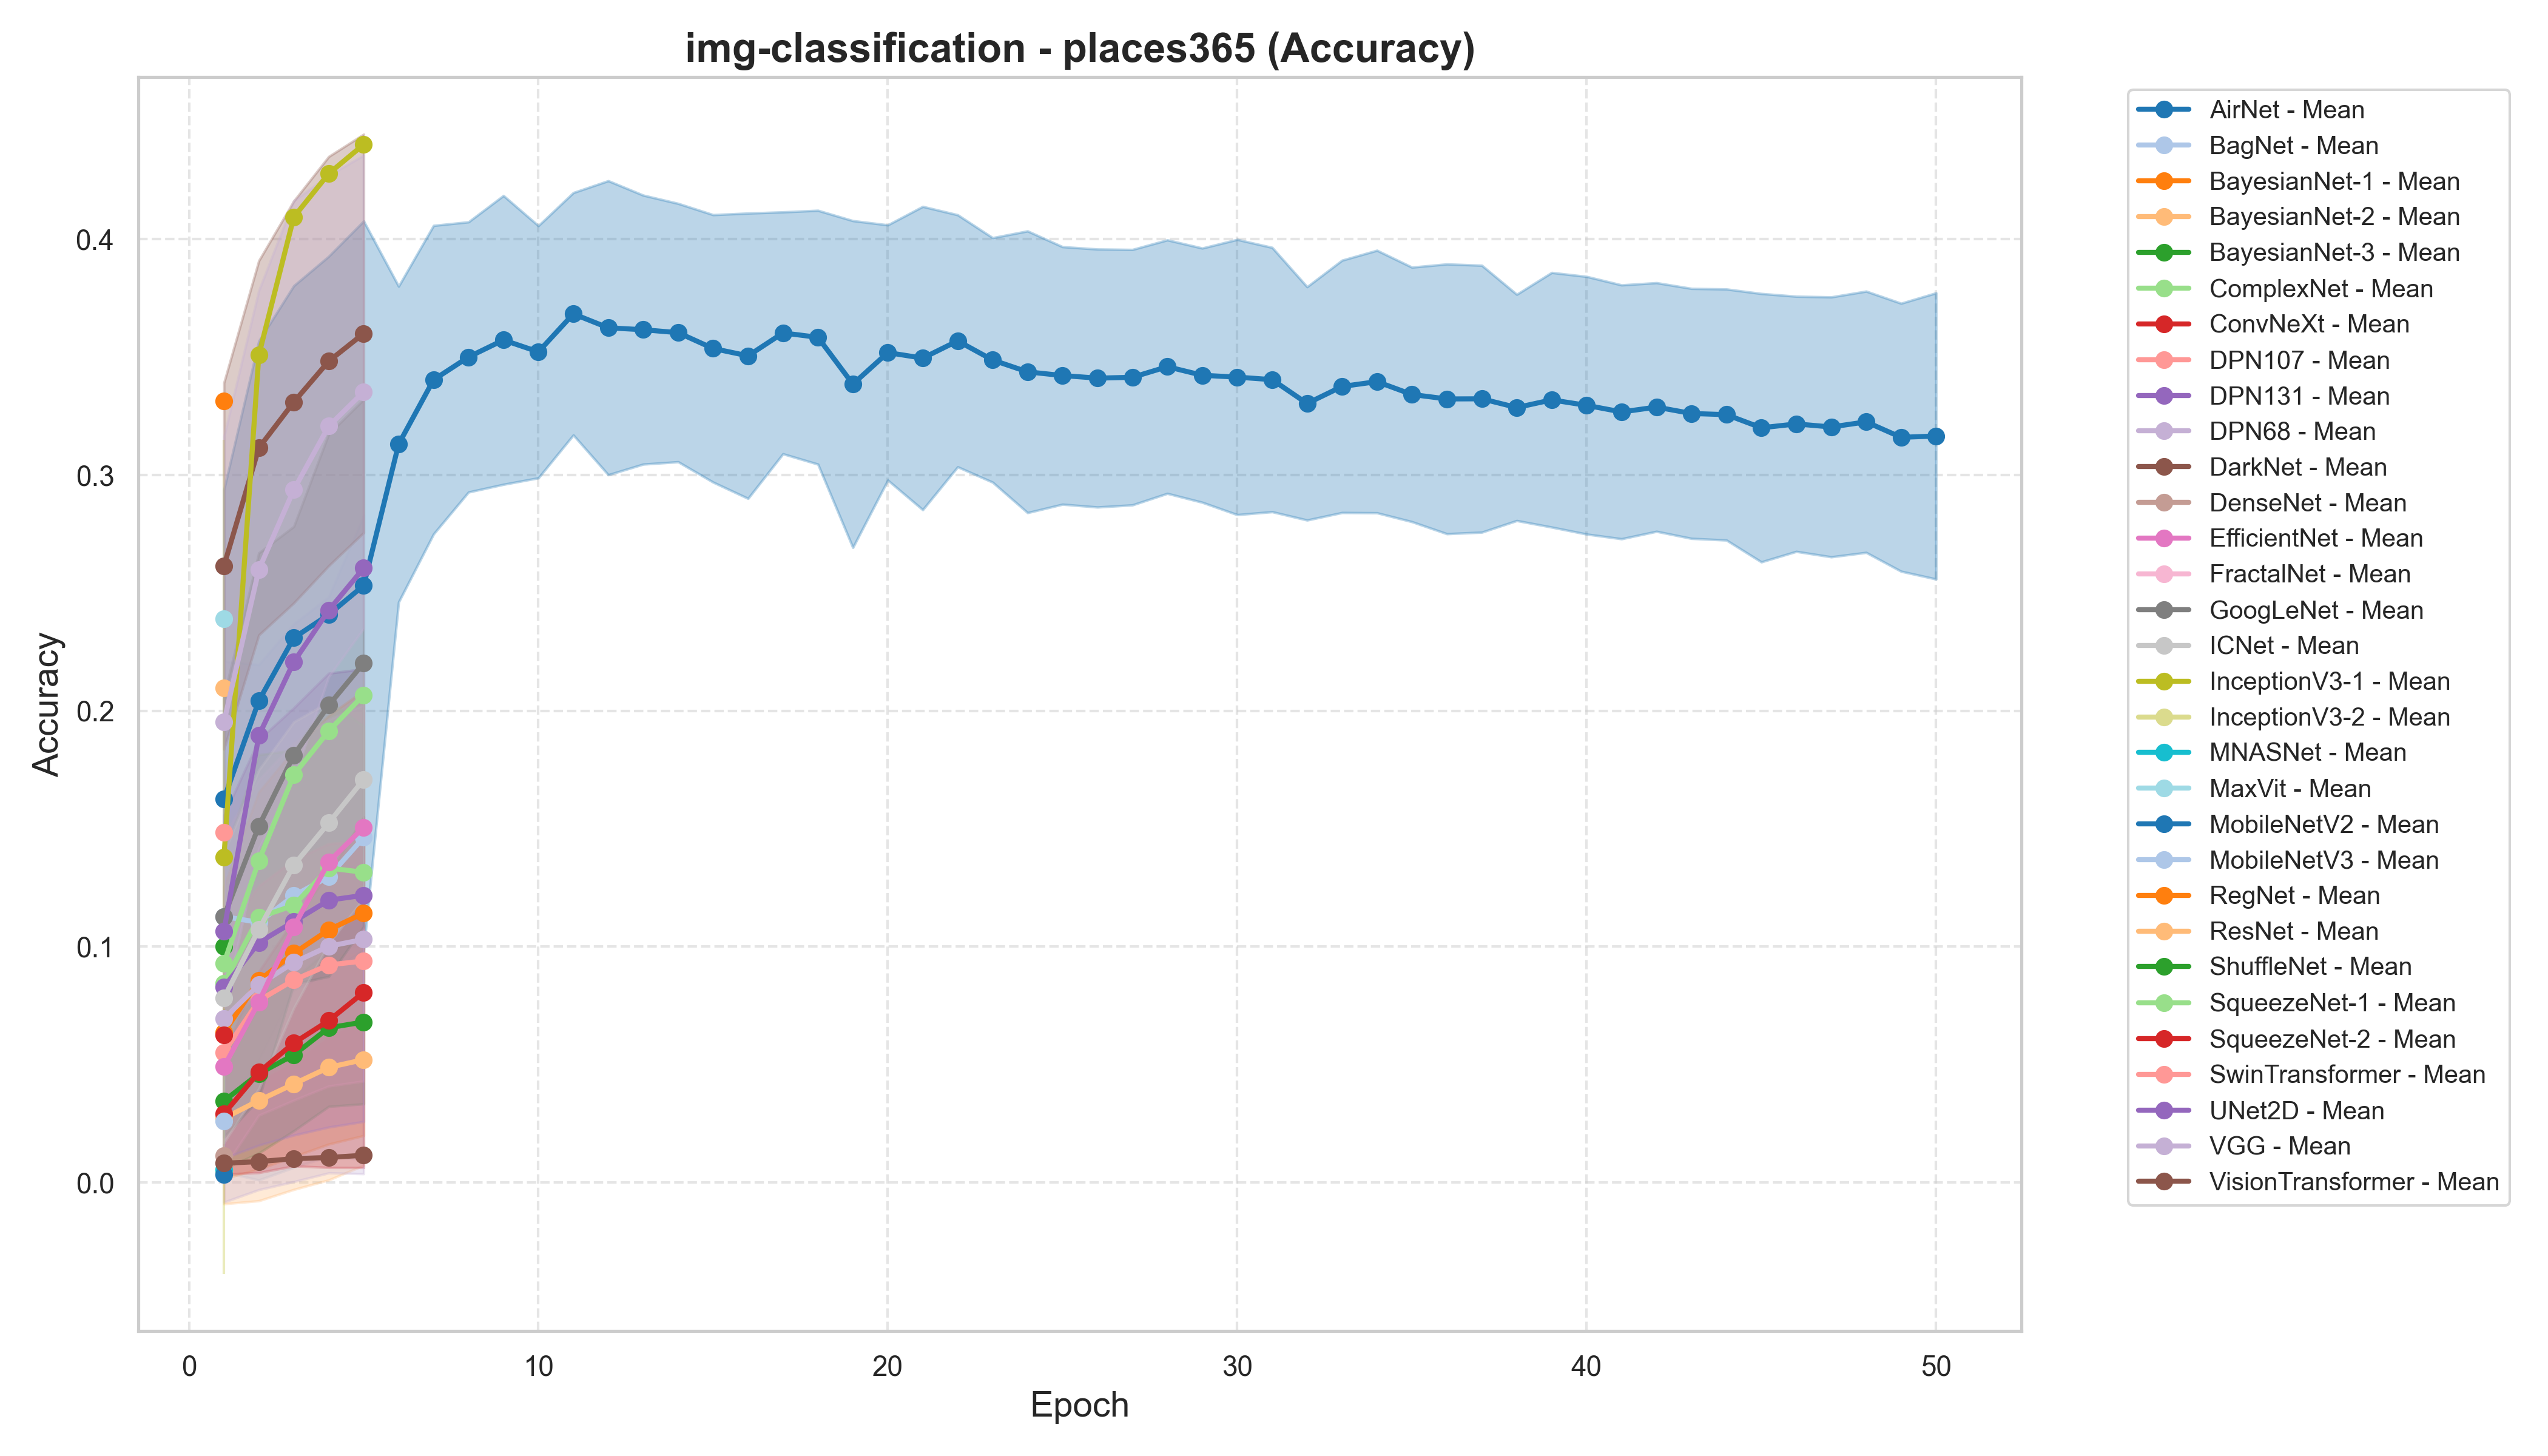 img-classification - places365 (Accuracy)
Accuracy
0.4
0.3
0.2
0.1
0.0
0
10
20
30
40
50
Epoch
AirNet - Mean
BagNet - Mean
BayesianNet-1 - Mean
BayesianNet-2 - Mean
BayesianNet-3 - Mean
ComplexNet - Mean
ConvNeXt - Mean
DPN107 - Mean
DPN131 - Mean
DPN68 - Mean
DarkNet - Mean
DenseNet - Mean
EfficientNet - Mean
FractalNet - Mean
GoogLeNet - Mean
ICNet - Mean
InceptionV3-1 - Mean
InceptionV3-2 - Mean
MNASNet - Mean
MaxVit - Mean
MobileNetV2 - Mean
MobileNetV3 - Mean
RegNet - Mean
ResNet - Mean
ShuffleNet - Mean
SqueezeNet-1 - Mean
SqueezeNet-2 - Mean
SwinTransformer - Mean
UNet2D - Mean
VGG - Mean
VisionTransformer - Mean